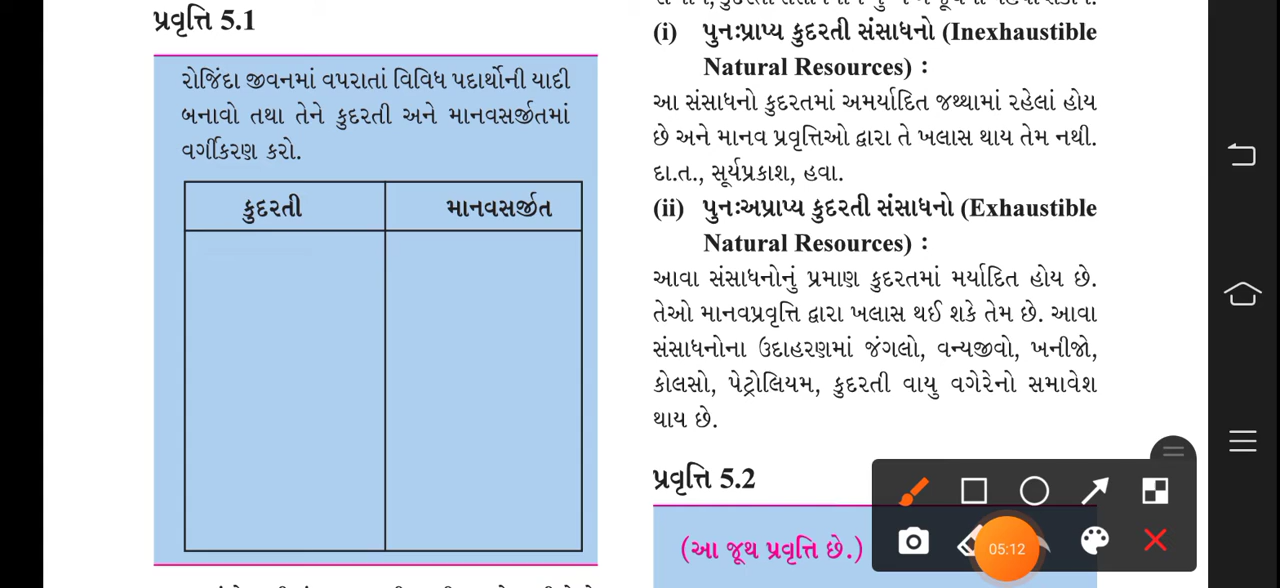 પ્રવૃત્તિ 5.1
રોજિંદા જીવનમાં વપરાતાં વિવિધ પદાર્થોની યાદી
બનાવો તથા તેને કુદરતી અને માનવસર્જીતમાં
વર્ગીકરણ કરો.
કુદરતી
માનવસર્જીત
(i) પુનઃપ્રાપ્ય કુદરતી સંસાધનો (Inexhaustible
Natural Resources) :
આ સંસાધનો કુદરતમાં અમર્યાદિત જથ્થામાં રહેલાં હોય
છે અને માનવ પ્રવૃત્તિઓ દ્વારા તે ખલાસ થાય તેમ નથી.
દા.ત., સૂર્યપ્રકાશ, હવા.
(ii) પુનઃઅપ્રાપ્ય કુદરતી સંસાધનો (Exhaustible
Natural Resources) :
આવા સંસાધનોનું પ્રમાણ કુદરતમાં મર્યાદિત હોય છે.
તેઓ માનવપ્રવૃત્તિ દ્વારા ખલાસ થઈ શકે તેમ છે. આવા
સંસાધનોના ઉદાહરણમાં જંગલો, વન્યજીવો, ખનીજો,
કોલસો, પેટ્રોલિયમ, કુદરતી વાયુ વગેરેનો સમાવેશ
થાય છે.
પ્રવૃત્તિ 5.2
(આ જૂથ પ્રવૃત્તિ છે.)
05:12